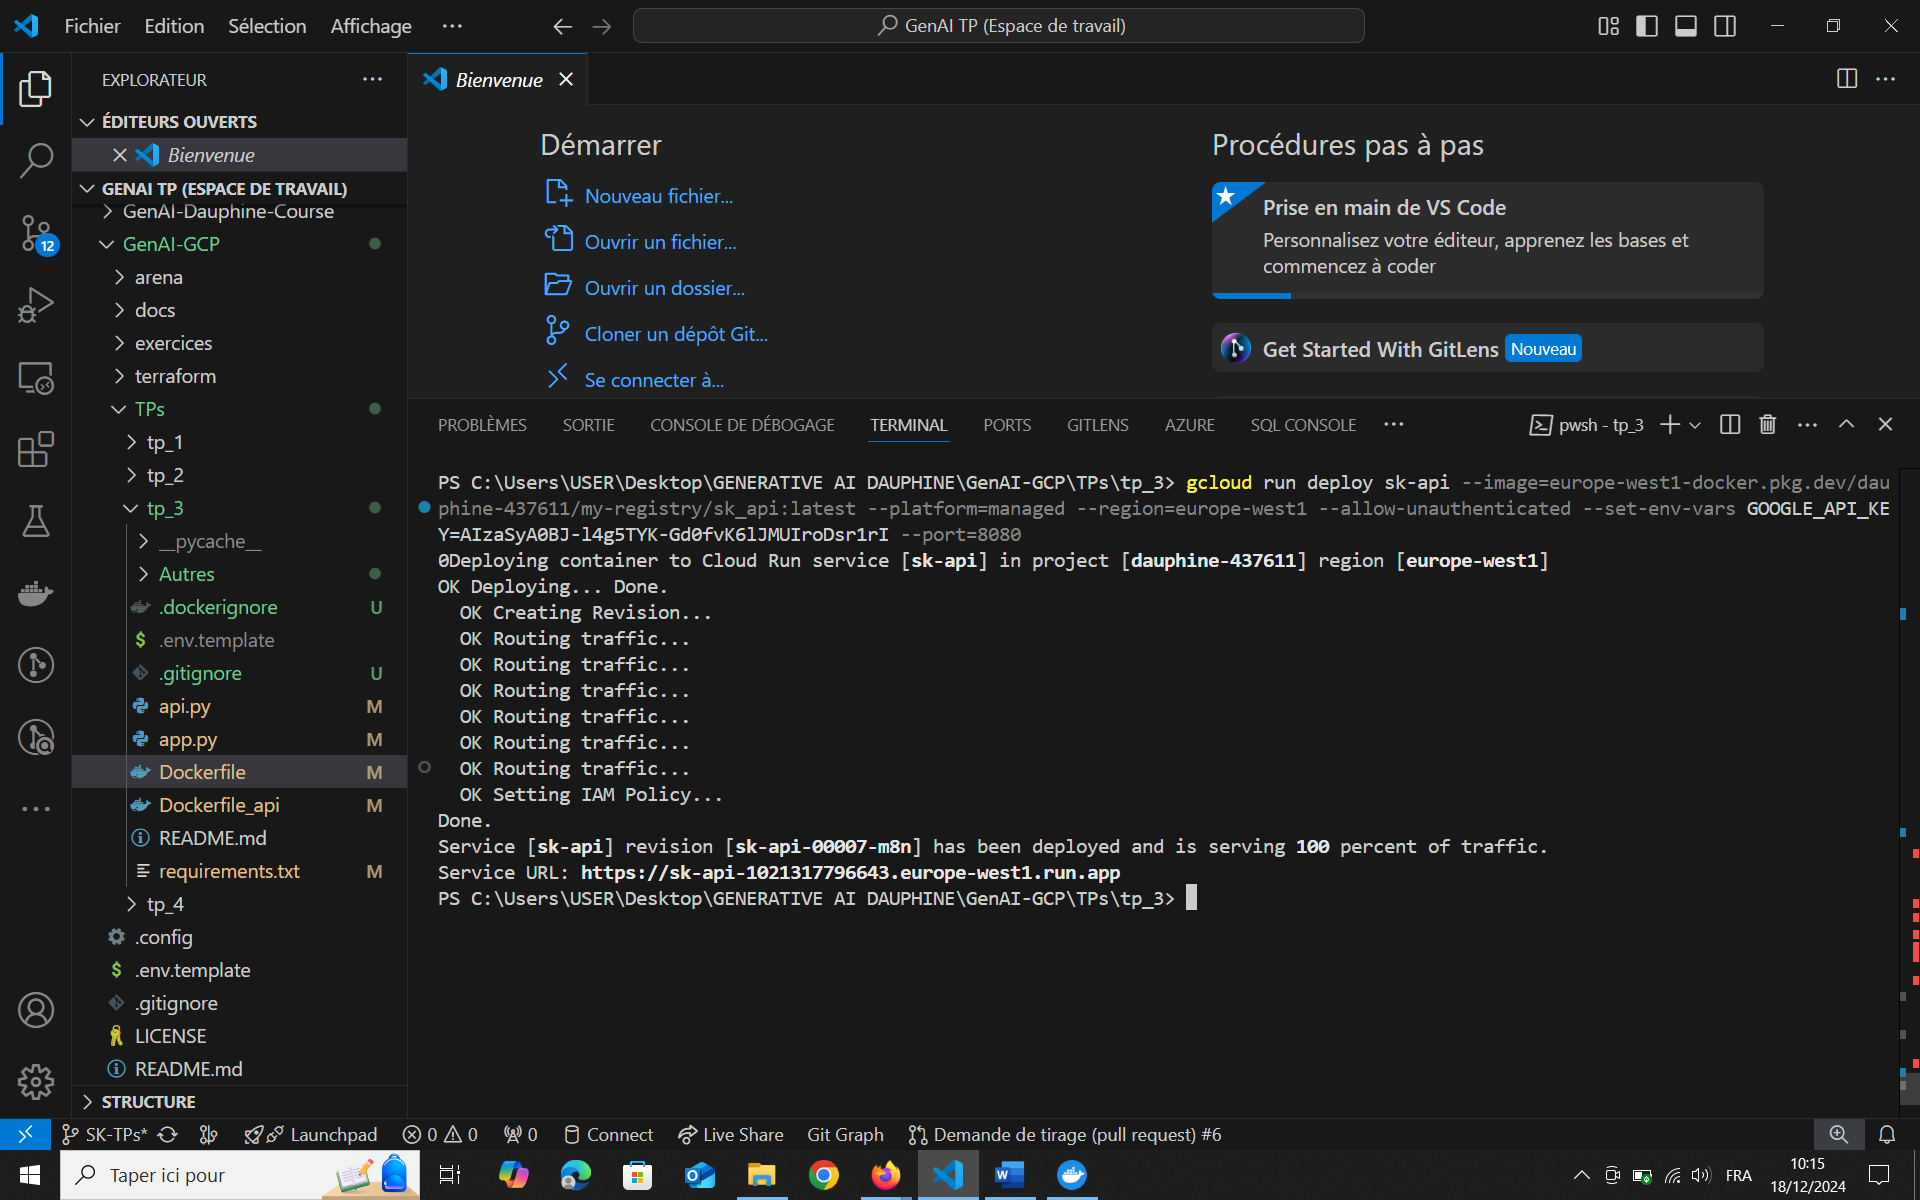 Fichier Edition Sélection Affichage ··· GenAI TP (Espace de travail)
EXPLORATEUR ···
Bienvenue
ÉDITEURS OUVERTS
Bienvenue
GENAI TP (ESPACE DE TRAVAIL)
GenAI-Dauphine-Course
GenAI-GCP
arena
docs
exercices
terraform
TPs
tp_1
tp_2
tp_3
__pycache__
Autres
.dockerignore U
.env.template
.gitignore U
api.py M
app.py M
Dockerfile M
Dockerfile_api M
README.md
requirements.txt M
tp_4
.config
.env.template
.gitignore
LICENSE
README.md
STRUCTURE
12
Démarrer
Nouveau fichier...
Ouvrir un fichier...
Ouvrir un dossier...
Cloner un dépôt Git...
Se connecter à...
Procédures pas à pas
Prise en main de VS Code
Personnalisez votre éditeur, apprenez les bases et
commencez à coder
Get Started With GitLens Nouveau
PROBLÈMES SORTIE CONSOLE DE DÉBOGAGE TERMINAL PORTS GITLENS AZURE SQL CONSOLE ··· pwsh - tp_3
PS C:\Users\USER\Desktop\GENERATIVE AI DAUPHINE\GenAI-GCP\TPs\tp_3> gcloud run deploy sk-api --image=europe-west1-docker.pkg.dev/dau
phine-437611/my-registry/sk_api:latest --platform=managed --region=europe-west1 --allow-unauthenticated --set-env-vars GOOGLE_API_KE
Y=AIzaSyA0BJ-l4g5TYK-Gd0fvK6lJMUIroDsr1rI --port=8080
0Deploying container to Cloud Run service [sk-api] in project [dauphine-437611] region [europe-west1]
OK Deploying... Done.
OK Creating Revision...
OK Routing traffic...
OK Routing traffic...
OK Routing traffic...
OK Routing traffic...
OK Routing traffic...
OK Routing traffic...
OK Setting IAM Policy...
Done.
Service [sk-api] revision [sk-api-00007-m8n] has been deployed and is serving 100 percent of traffic.
Service URL: https://sk-api-1021317796643.europe-west1.run.app
PS C:\Users\USER\Desktop\GENERATIVE AI DAUPHINE\GenAI-GCP\TPs\tp_3>
SK-TPs* Launchpad 0 0 0 Connect Live Share Git Graph Demande de tirage (pull request) #6
Taper ici pour
FRA
10:15
18/12/2024